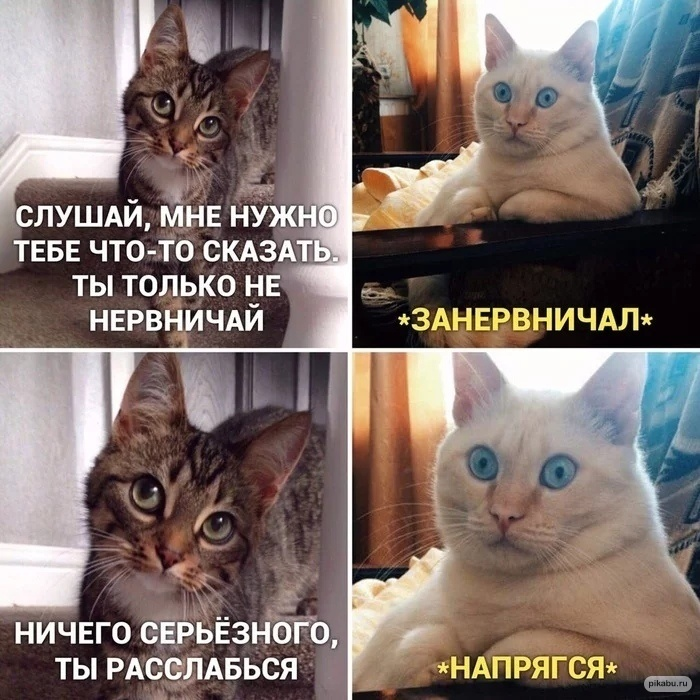 СЛУШАЙ, МНЕ НУЖНО
ТЕБЕ ЧТО-ТО СКАЗАТЬ.
ТЫ ТОЛЬКО НЕ
НЕРВНИЧАЙ
*ЗАНЕРВНИЧАЛ*
НИЧЕГО СЕРЬЁЗНОГО,
ТЫ РАССЛАБЬСЯ
*НАПРЯГСЯ*
pikabu.ru